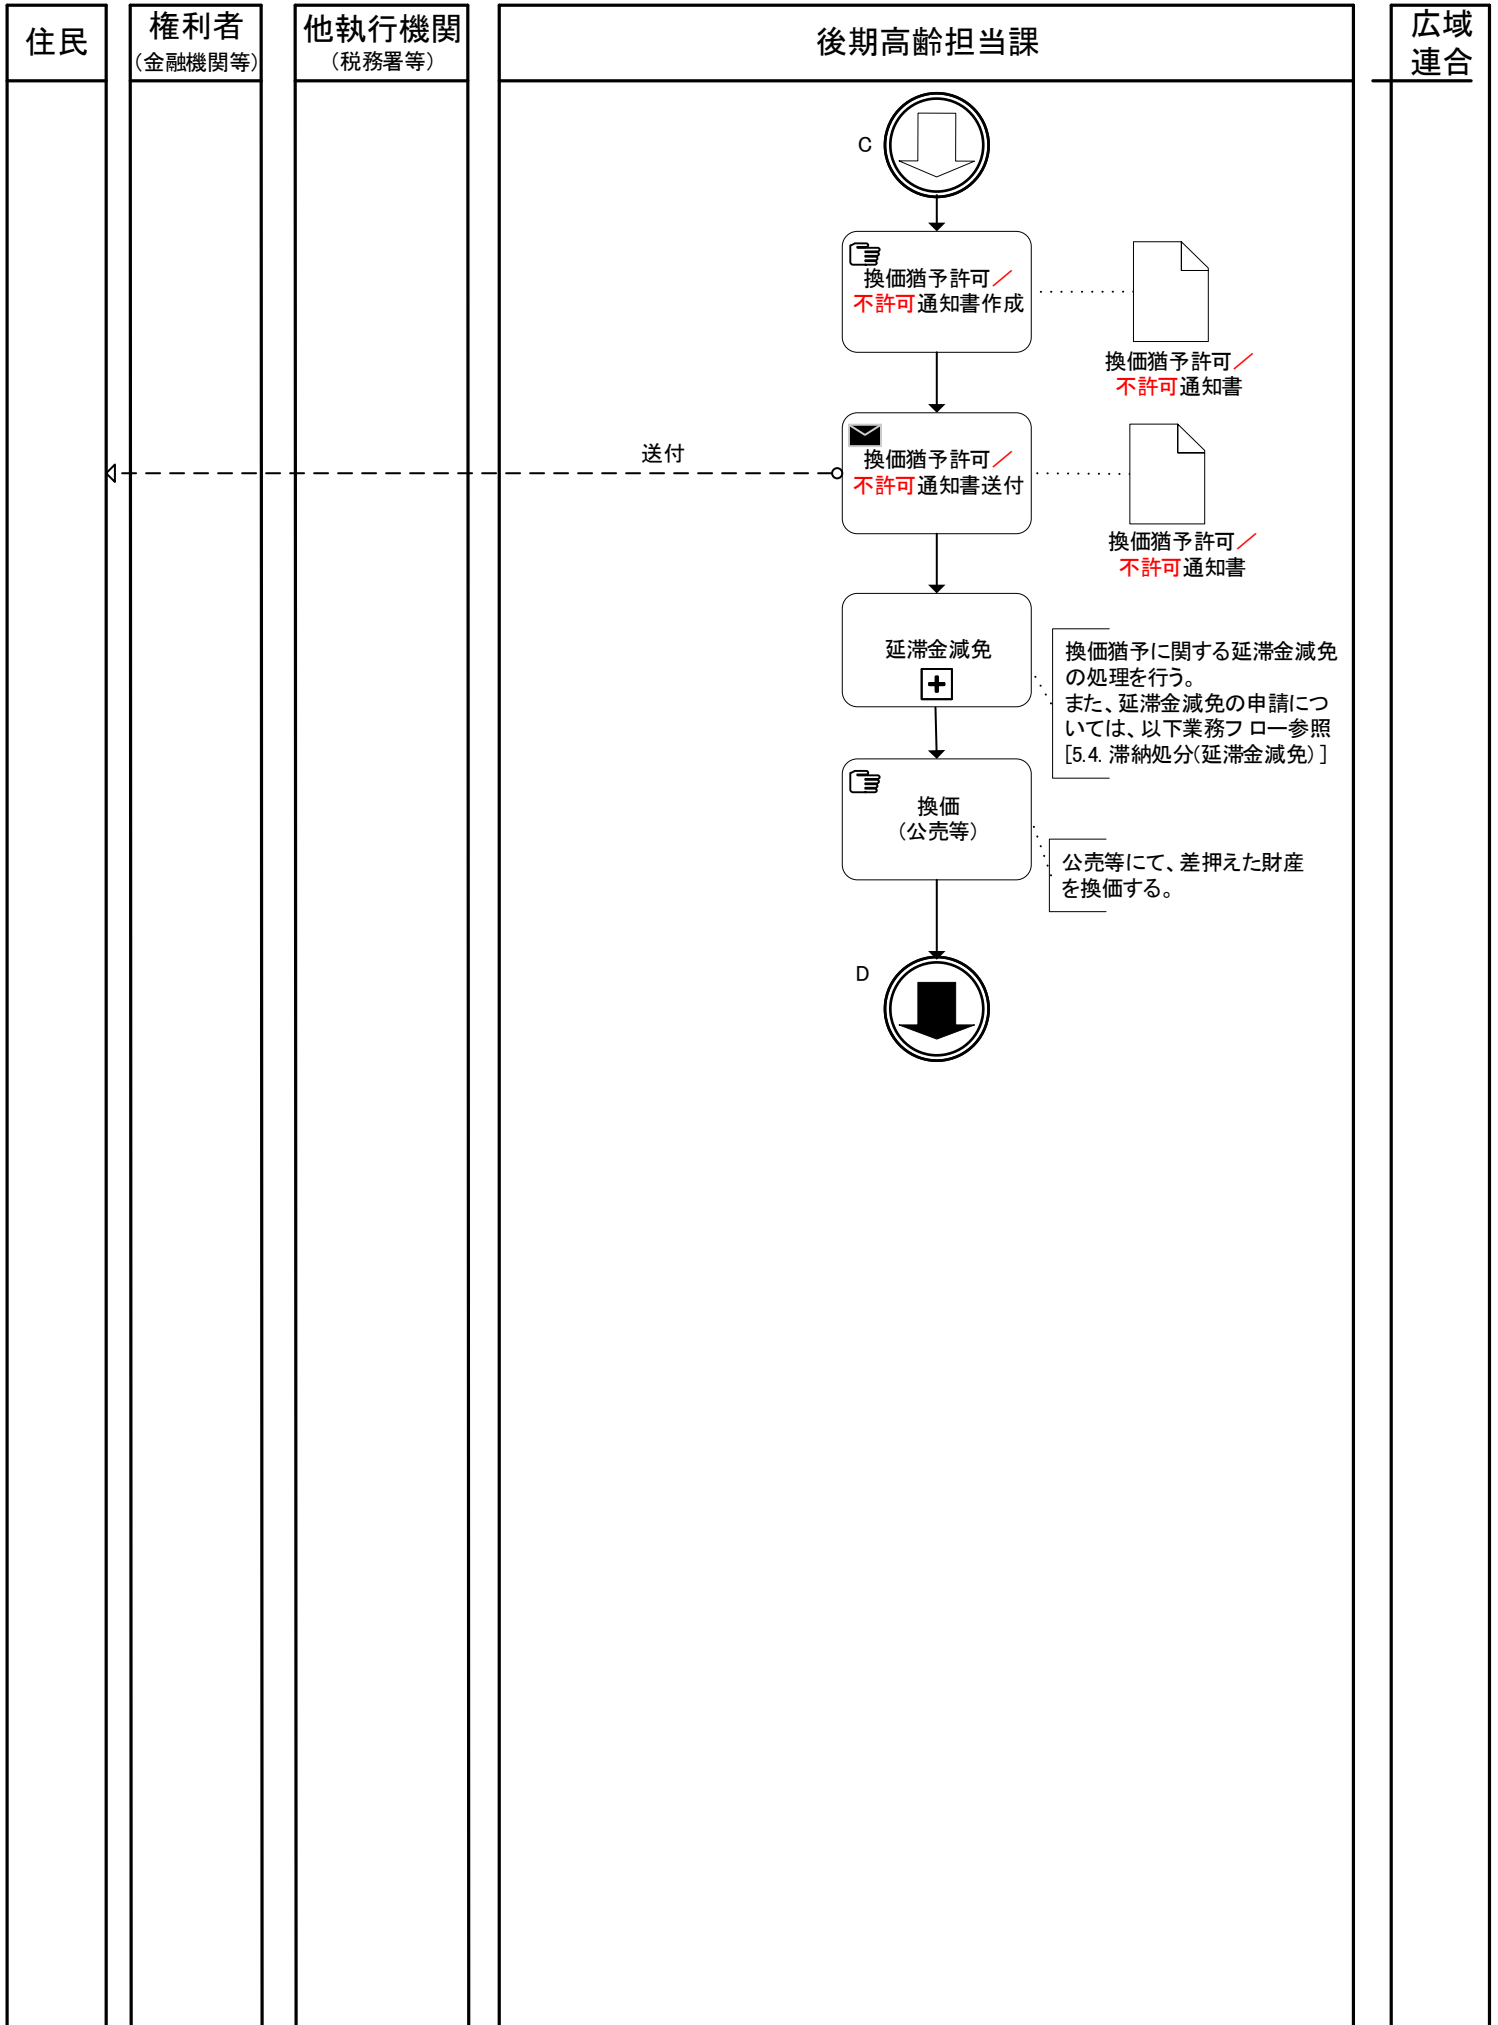 住民
権利者
（金融機関等）
他執行機関
（税務署等）
後期高齢担当課
広域
連合
C
換価猶予許可／
不許可通知書作成
換価猶予許可／
不許可通知書
送付
換価猶予許可／
不許可通知書送付
換価猶予許可／
不許可通知書
延滞金減免
換価猶予に関する延滞金減免
の処理を行う。
また、延滞金減免の申請につ
いては、以下業務フロー参照
[5.4. 滞納処分(延滞金減免)]
換価
（公売等）
公売等にて、差押えた財産
を換価する。
D